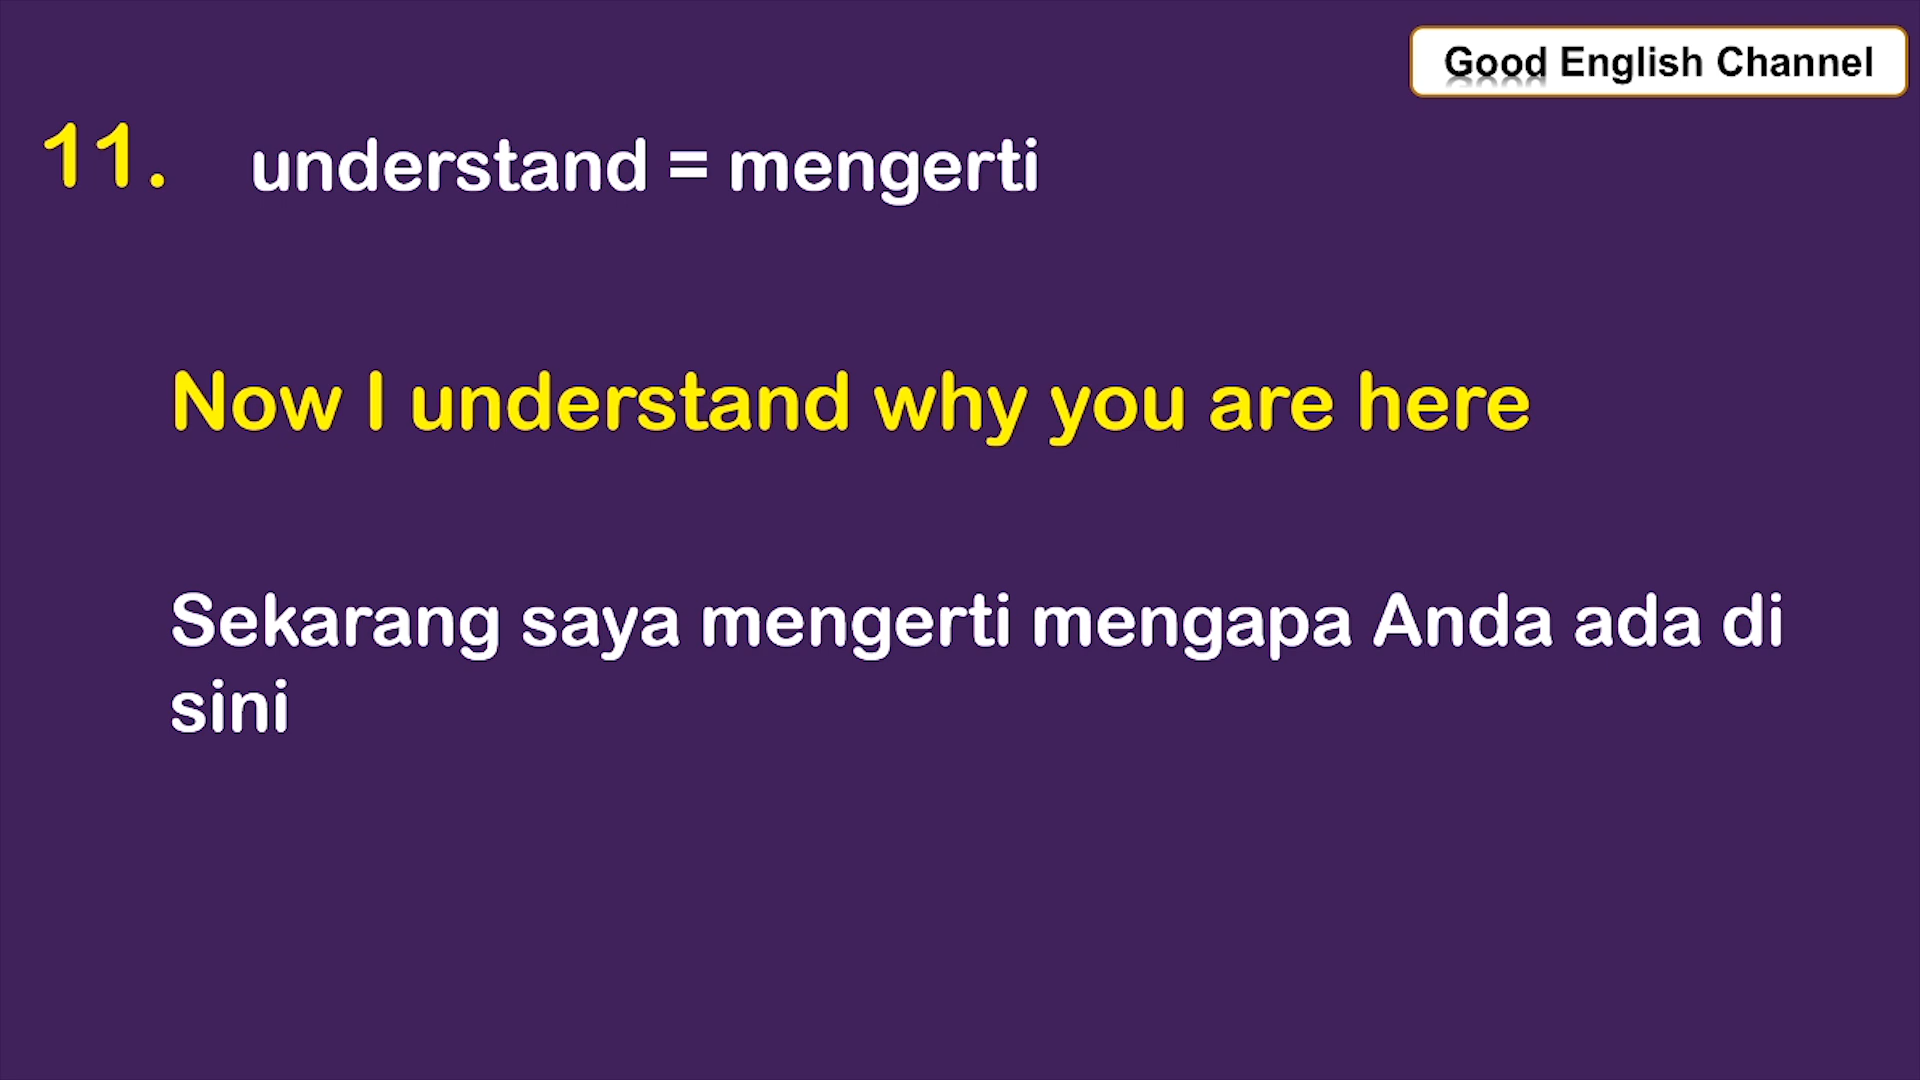 Good English Channel
11. understand = mengerti
Now I understand why you are here
Sekarang saya mengerti mengapa Anda ada di
sini